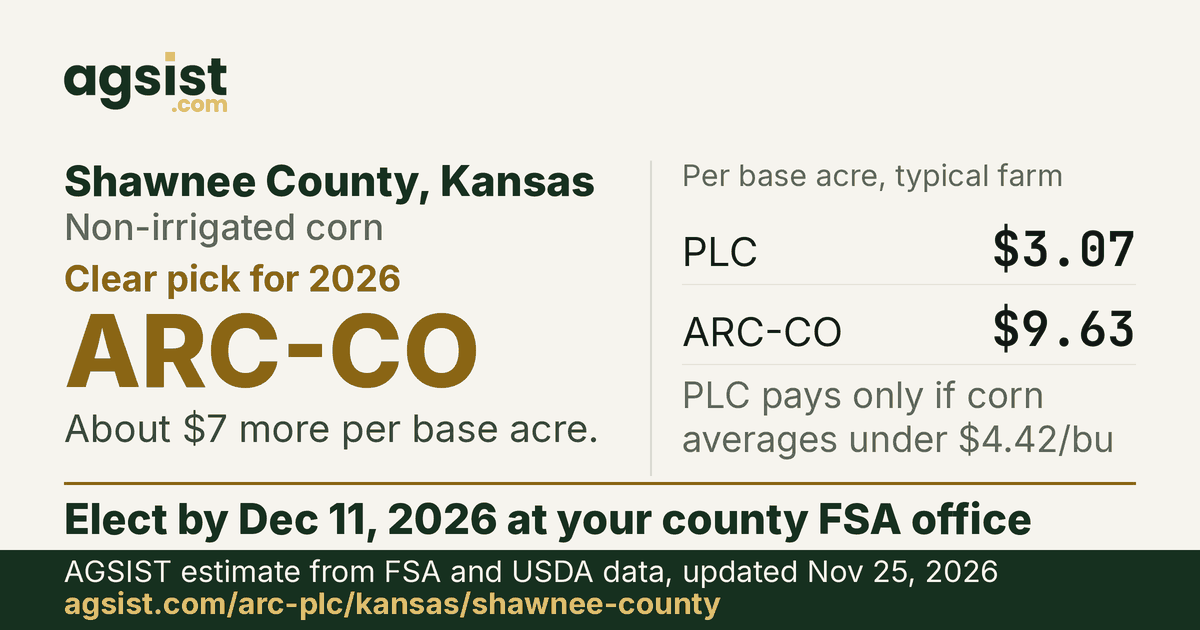 agsist
.com
Shawnee County, Kansas
Non-irrigated corn
Clear pick for 2026
ARC-CO
About $7 more per base acre.
Per base acre, typical farm
PLC $3.07
ARC-CO $9.63
PLC pays only if corn
averages under $4.42/bu
Elect by Dec 11, 2026 at your county FSA office
AGSIST estimate from FSA and USDA data, updated Nov 25, 2026
agsist.com/arc-plc/kansas/shawnee-county